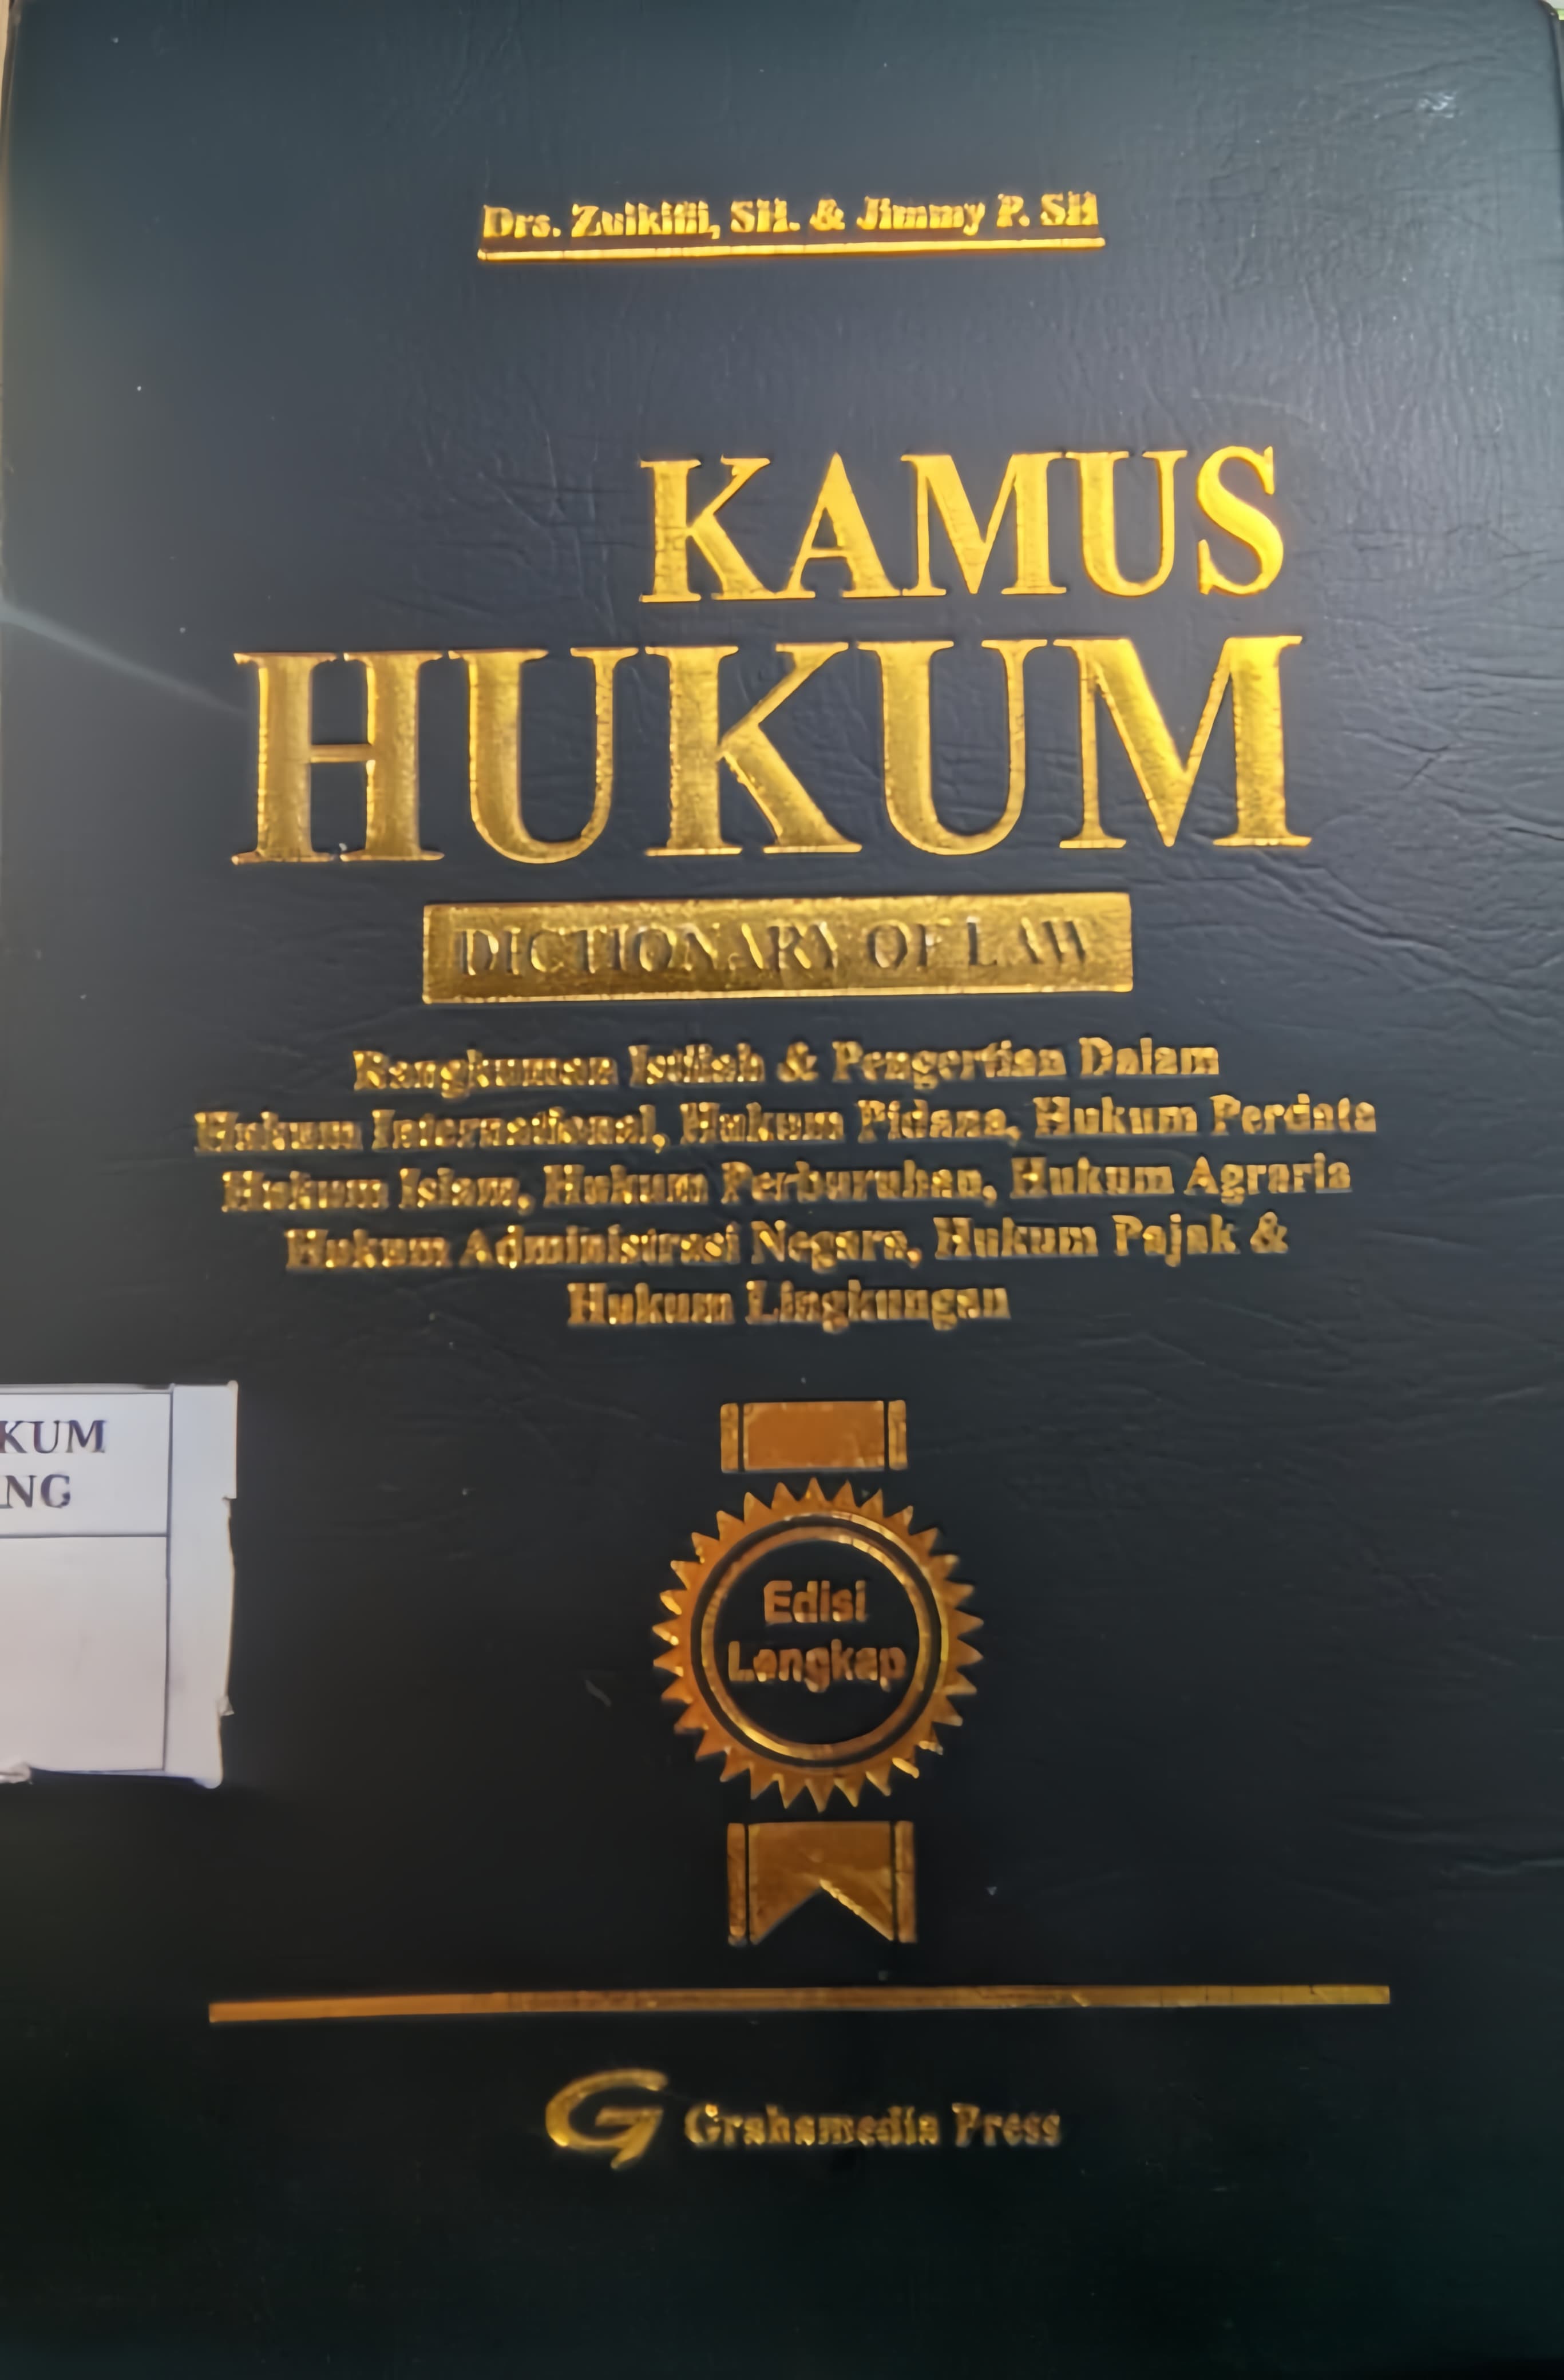 Drs. Zulkifli, SH. & Jimmy P. SH
KAMUS
HUKUM
DICTIONARY OF LAW
Rangkuman Istilah & Pengertian Dalam
Hukum International, Hukum Pidana, Hukum Perdata
Hukum Islam, Hukum Perburuhan, Hukum Agraria
Hukum Administrasi Negara, Hukum Pajak &
Hukum Lingkungan
KUM
NG
Edisi
Lengkap
G Grahamedia Press